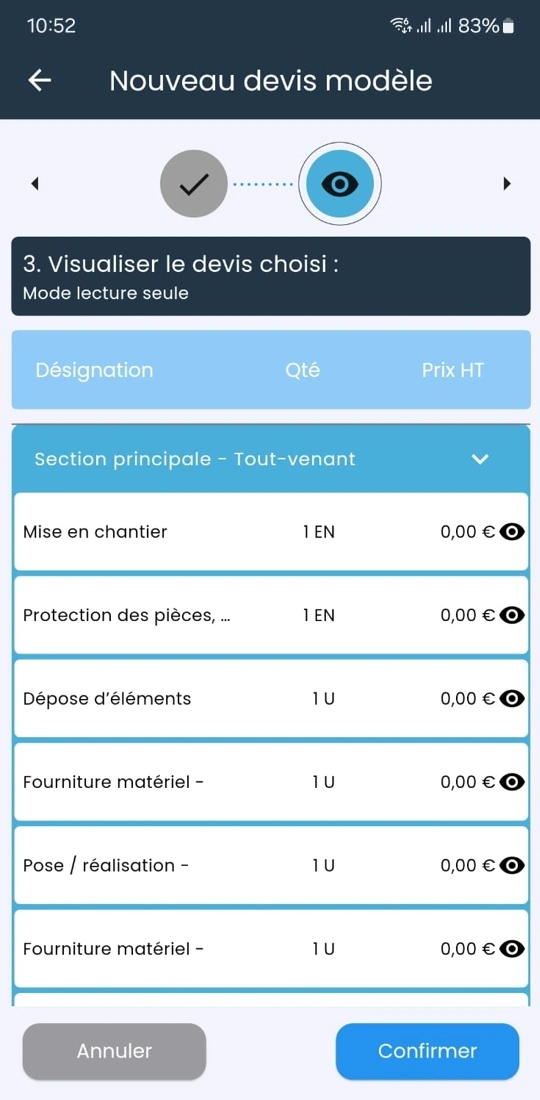 10:52 83%
Nouveau devis modèle
3. Visualiser le devis choisi :
Mode lecture seule
Désignation Qté Prix HT
Section principale - Tout-venant
Mise en chantier 1 EN 0,00 €
Protection des pièces, ... 1 EN 0,00 €
Dépose d'éléments 1 U 0,00 €
Fourniture matériel - 1 U 0,00 €
Pose / réalisation - 1 U 0,00 €
Fourniture matériel - 1 U 0,00 €
Annuler Confirmer